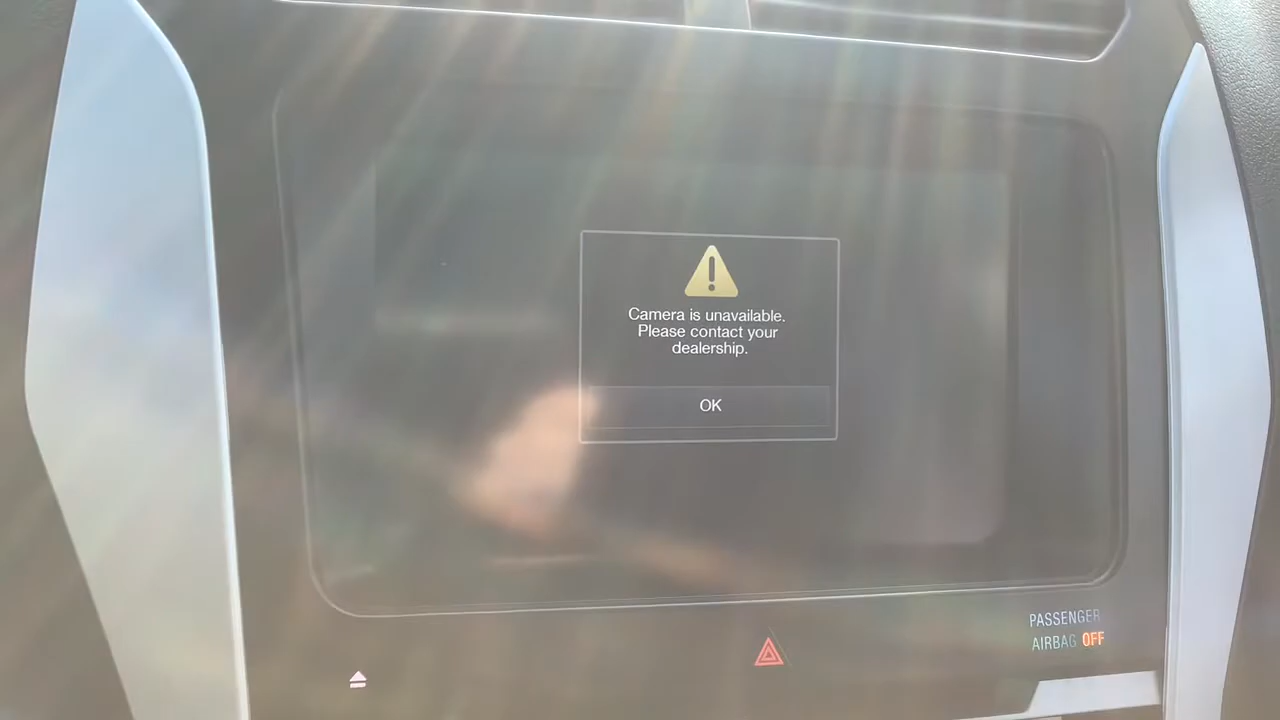 Camera is unavailable.
Please contact your
dealership.
OK
PASSENGER
AIRBAG OFF